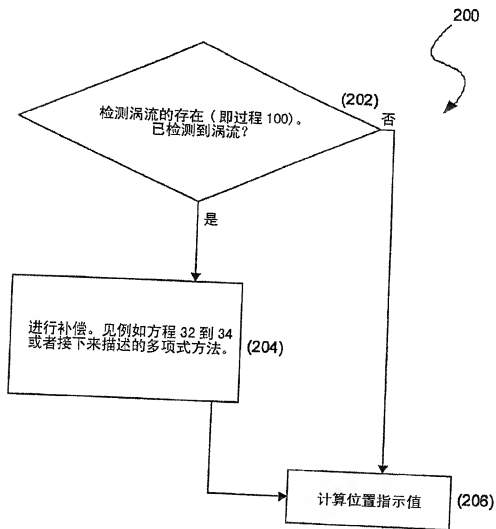 200
检测涡流的存在（即过程 100）。
(202)
已检测到涡流？
否
是
进行补偿。见例如方程 32 到 34
或者接下来描述的多项式方法。
(204)
计算位置指示值
(206)